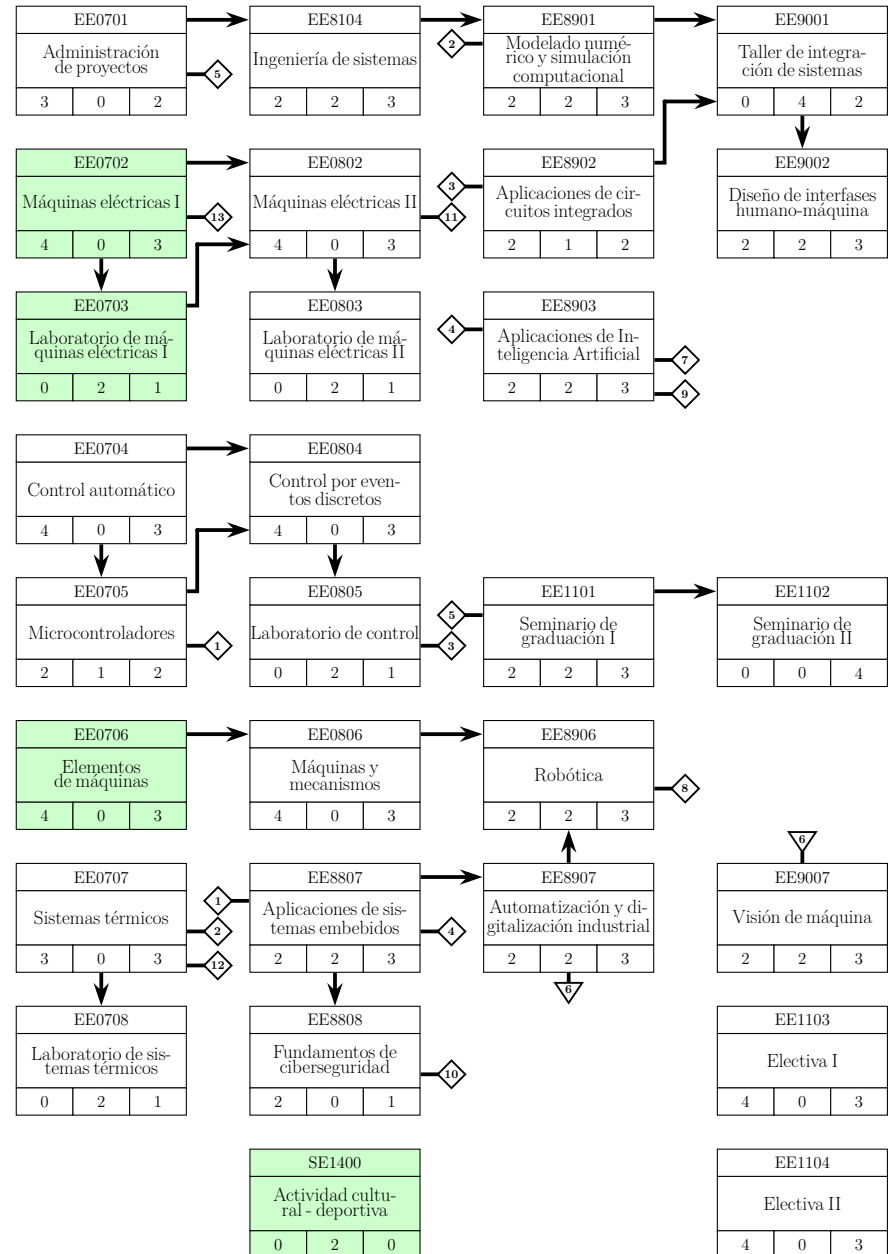 EE0701
Administración
de proyectos
5
3 0 2
EE8104
Ingeniería de sistemas
2 2 3
EE8901
2
Modelado numé-
rico y simulación
computacional
2 2 3
EE9001
Taller de integra-
ción de sistemas
0 4 2
EE0702
Máquinas eléctricas I
13
4 0 3
EE0802
Máquinas eléctricas II
11
4 0 3
EE8902
3
Aplicaciones de cir-
cuitos integrados
2 1 2
EE9002
Diseño de interfases
humano-máquina
2 2 3
EE0703
Laboratorio de má-
quinas eléctricas I
0 2 1
EE0803
Laboratorio de má-
quinas eléctricas II
0 2 1
EE8903
4
Aplicaciones de In-
teligencia Artificial
7
2 2 3
9
EE0704
Control automático
4 0 3
EE0804
Control por even-
tos discretos
4 0 3
EE0705
Microcontroladores
1
2 1 2
EE0805
Laboratorio de control
3
0 2 1
EE1101
5
Seminario de
graduación I
2 2 3
EE1102
Seminario de
graduación II
0 0 4
EE0706
Elementos
de máquinas
4 0 3
EE0806
Máquinas y
mecanismos
4 0 3
EE8906
Robótica
8
2 2 3
EE0707
Sistemas térmicos
2
3 0 3
12
EE8807
1
Aplicaciones de sis-
temas embebidos
4
2 2 3
EE8907
Automatización y di-
gitalización industrial
2 2 3
6
6
EE9007
Visión de máquina
2 2 3
EE0708
Laboratorio de sis-
temas térmicos
0 2 1
EE8808
Fundamentos de
ciberseguridad
10
2 0 1
EE1103
Electiva I
4 0 3
SE1400
Actividad cultu-
ral - deportiva
0 2 0
EE1104
Electiva II
4 0 3